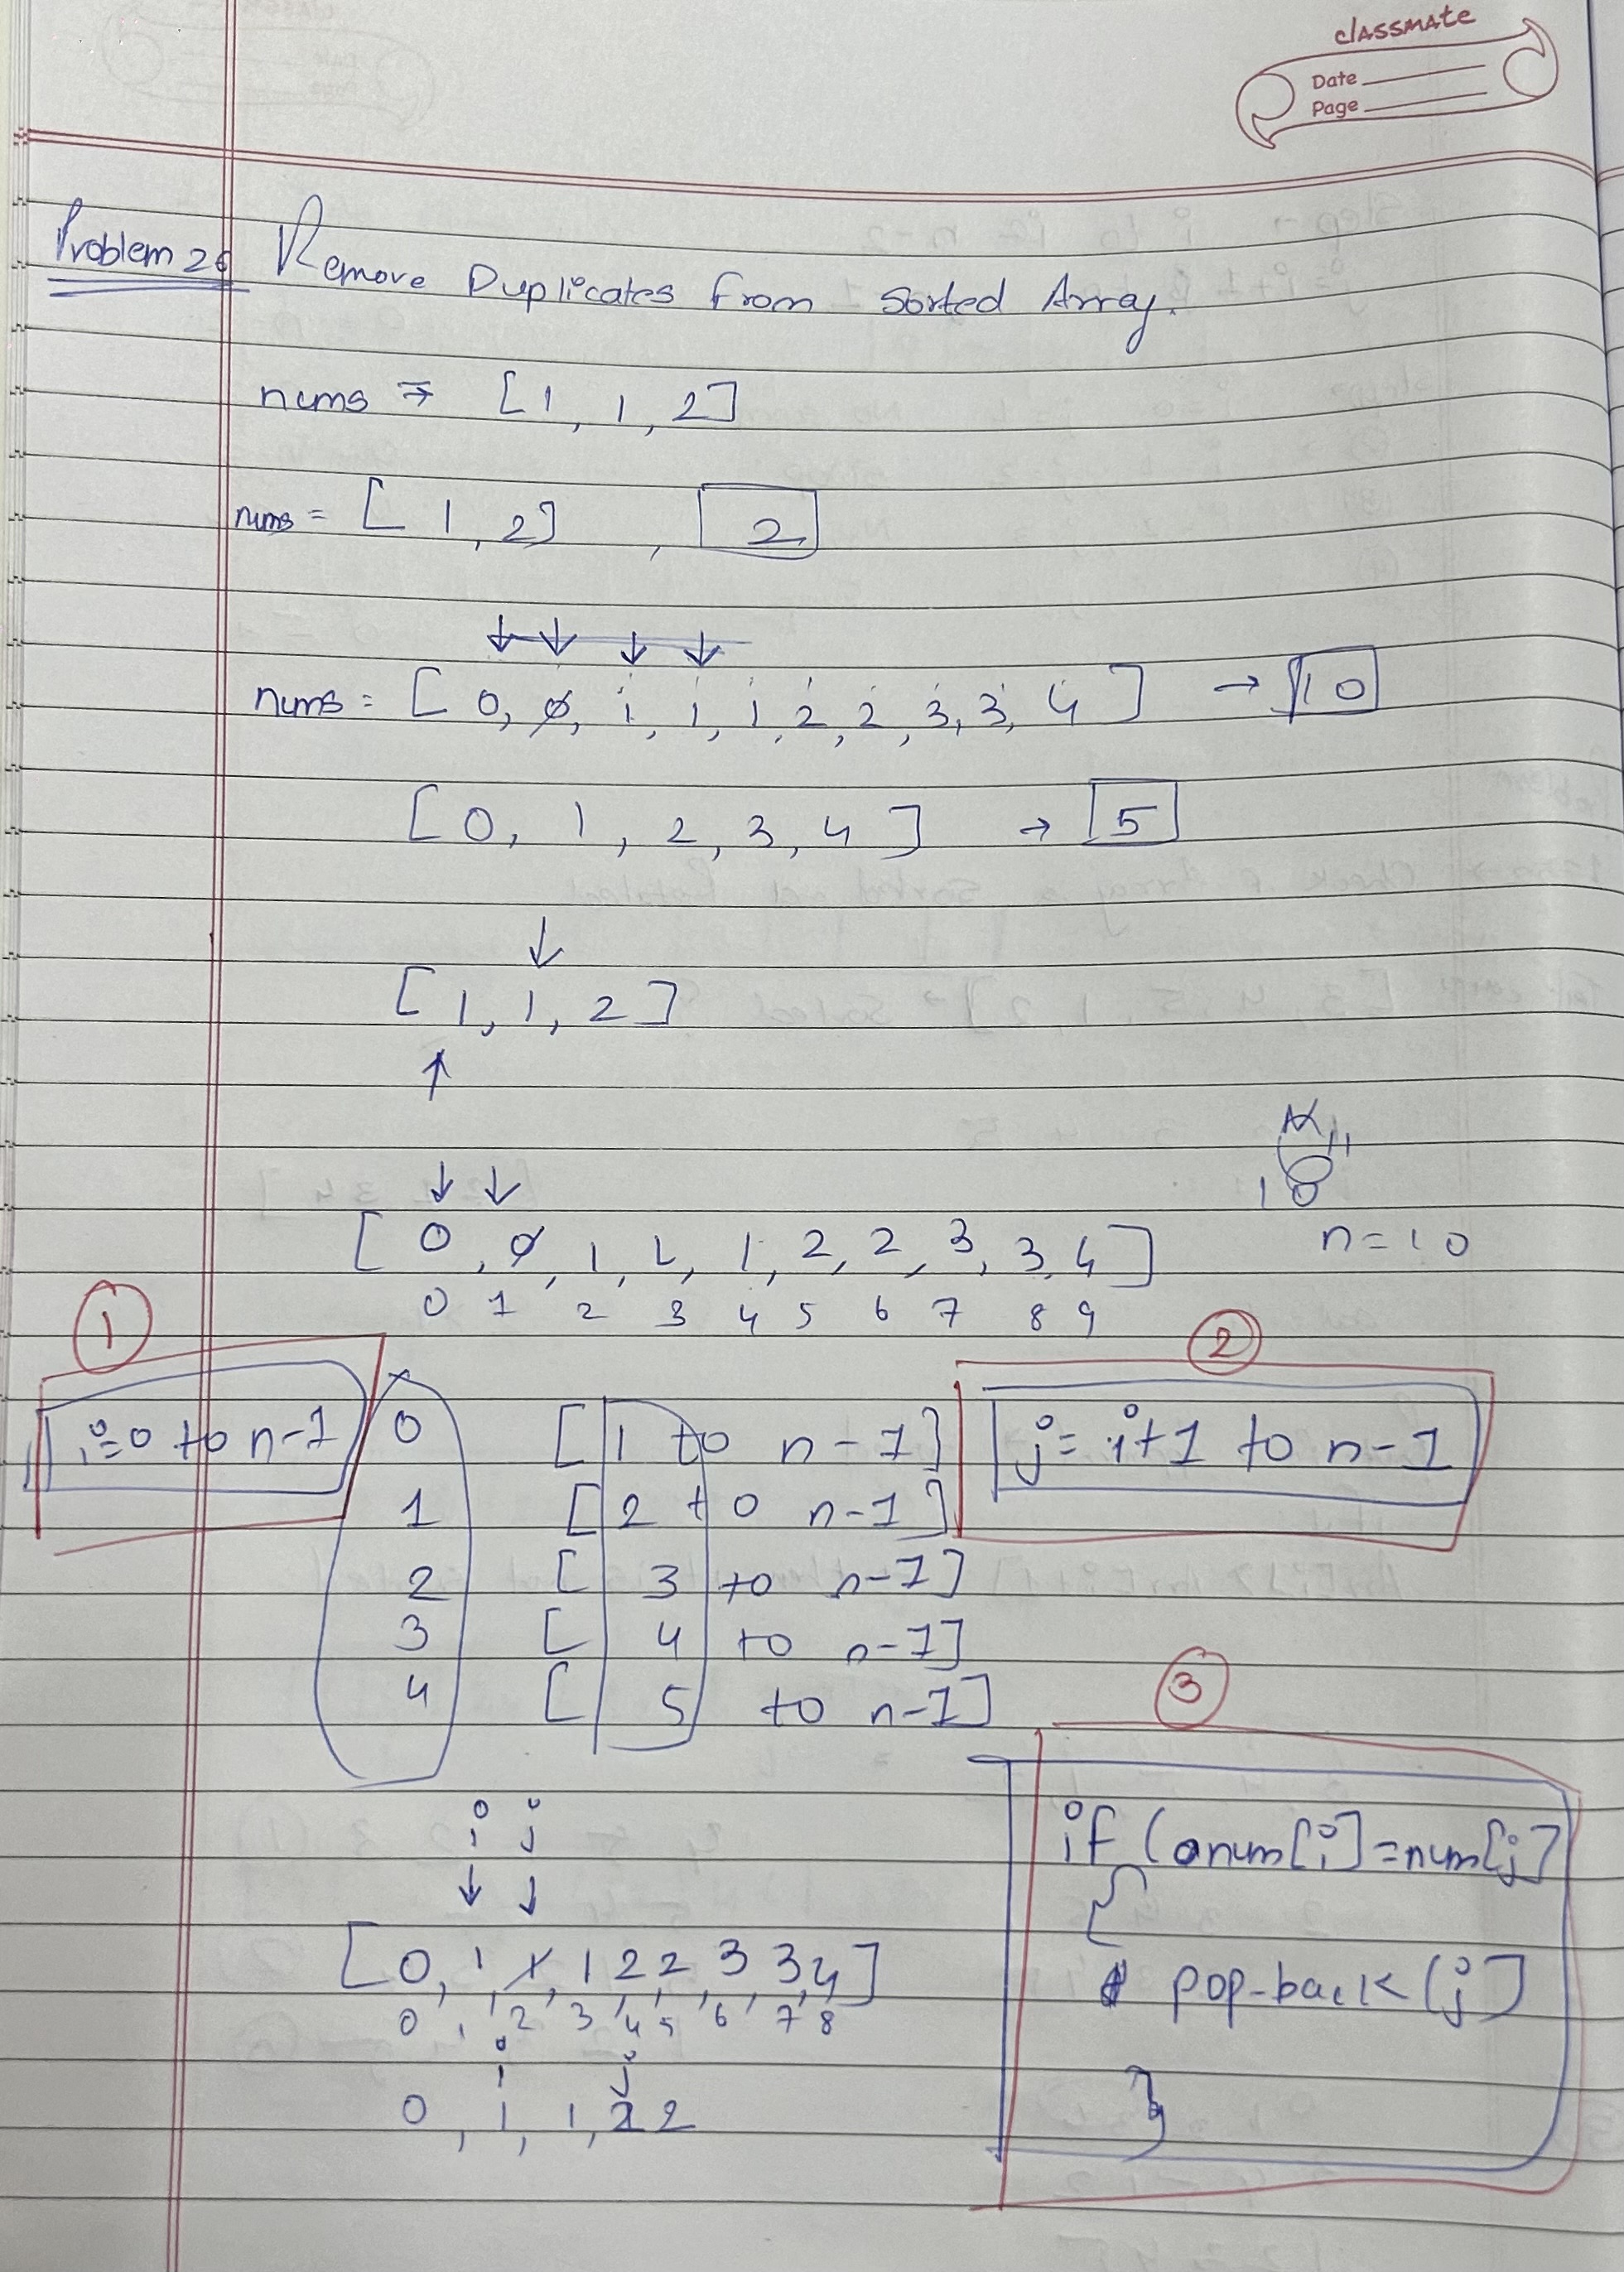 classmate
Date
Page
Problem 26 Remove Duplicates from Sorted Array.
nums ⇒ [1, 1, 2]
nums = [ 1, 2] , 2
↓ ↓ ↓ ↓
nums = [ 0, 0, 1, 1, 1, 2, 2, 3, 3, 4 ] → 10
[ 0, 1, 2, 3, 4 ] → 5
↓
[ 1, 1, 2 ]
↑
↓ ↓
10
[ 0, 0, 1, 1, 1, 2, 2, 3, 3, 4 ] n=10
0 1 2 3 4 5 6 7 8 9
1
2
i=0 to n-1 0 [1 to n-1] j= i+1 to n-1
1 [2 to n-1]
2 [ 3 to n-1]
3 [ 4 to n-1]
4 [ 5 to n-1]
3
i j
↓ ↓
if (num[i]=num[j]
{
pop-back(j]
}
[0, 1, 1, 1 2 2, 3, 3, 4]
0 1 2 3 4 5 6 7 8
i j
0, 1, 1, 2 2